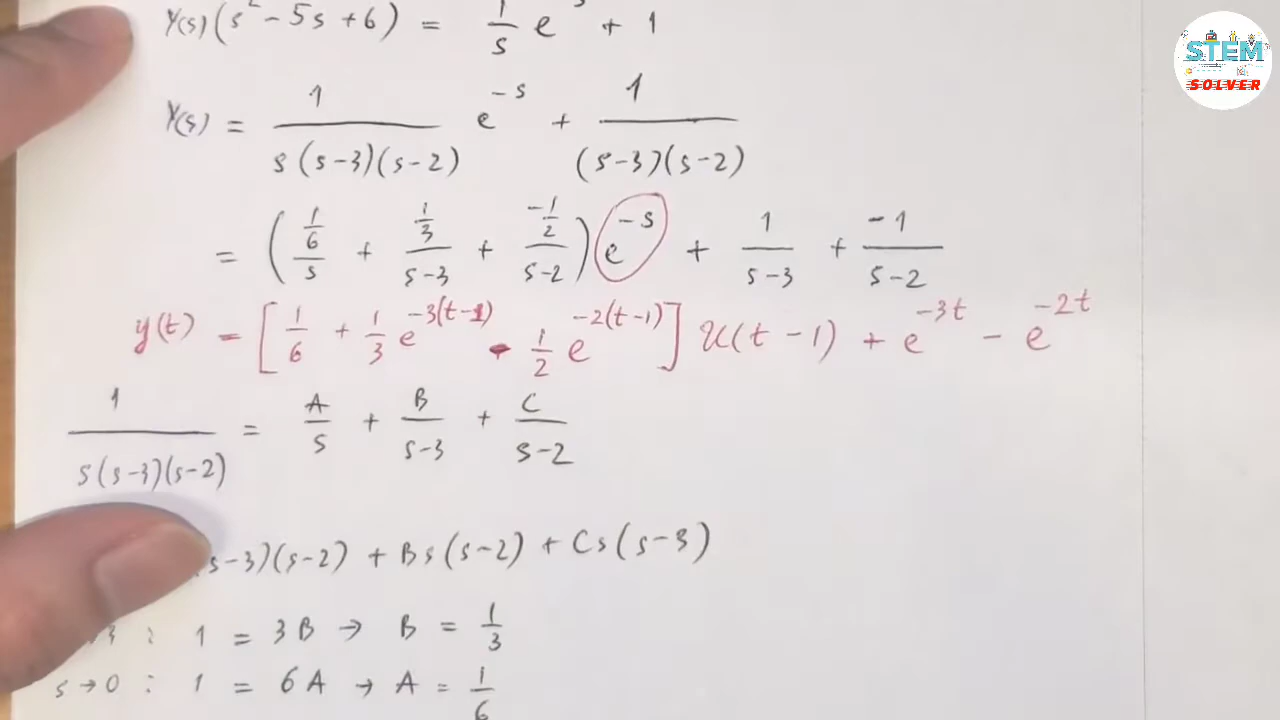 Y(s)(s² - 5s + 6) = 1/s e + 1
Y(s) = 1/(s(s-3)(s-2)) e^(-s) + 1/((s-3)(s-2))
= ((1/6)/s + (1/3)/(s-3) + (-1/2)/(s-2)) e^(-s) + 1/(s-3) + -1/(s-2)
y(t) = [1/6 + 1/3 e^(-3(t-1)) - 1/2 e^(-2(t-1))] U(t-1) + e^(-3t) - e^(-2t)
1/(s(s-3)(s-2)) = A/s + B/(s-3) + C/(s-2)
s-3)(s-2) + Bs(s-2) + Cs(s-3)
3 : 1 = 3B → B = 1/3
s→0 : 1 = 6A → A = 1/6
STEM
SOLVER